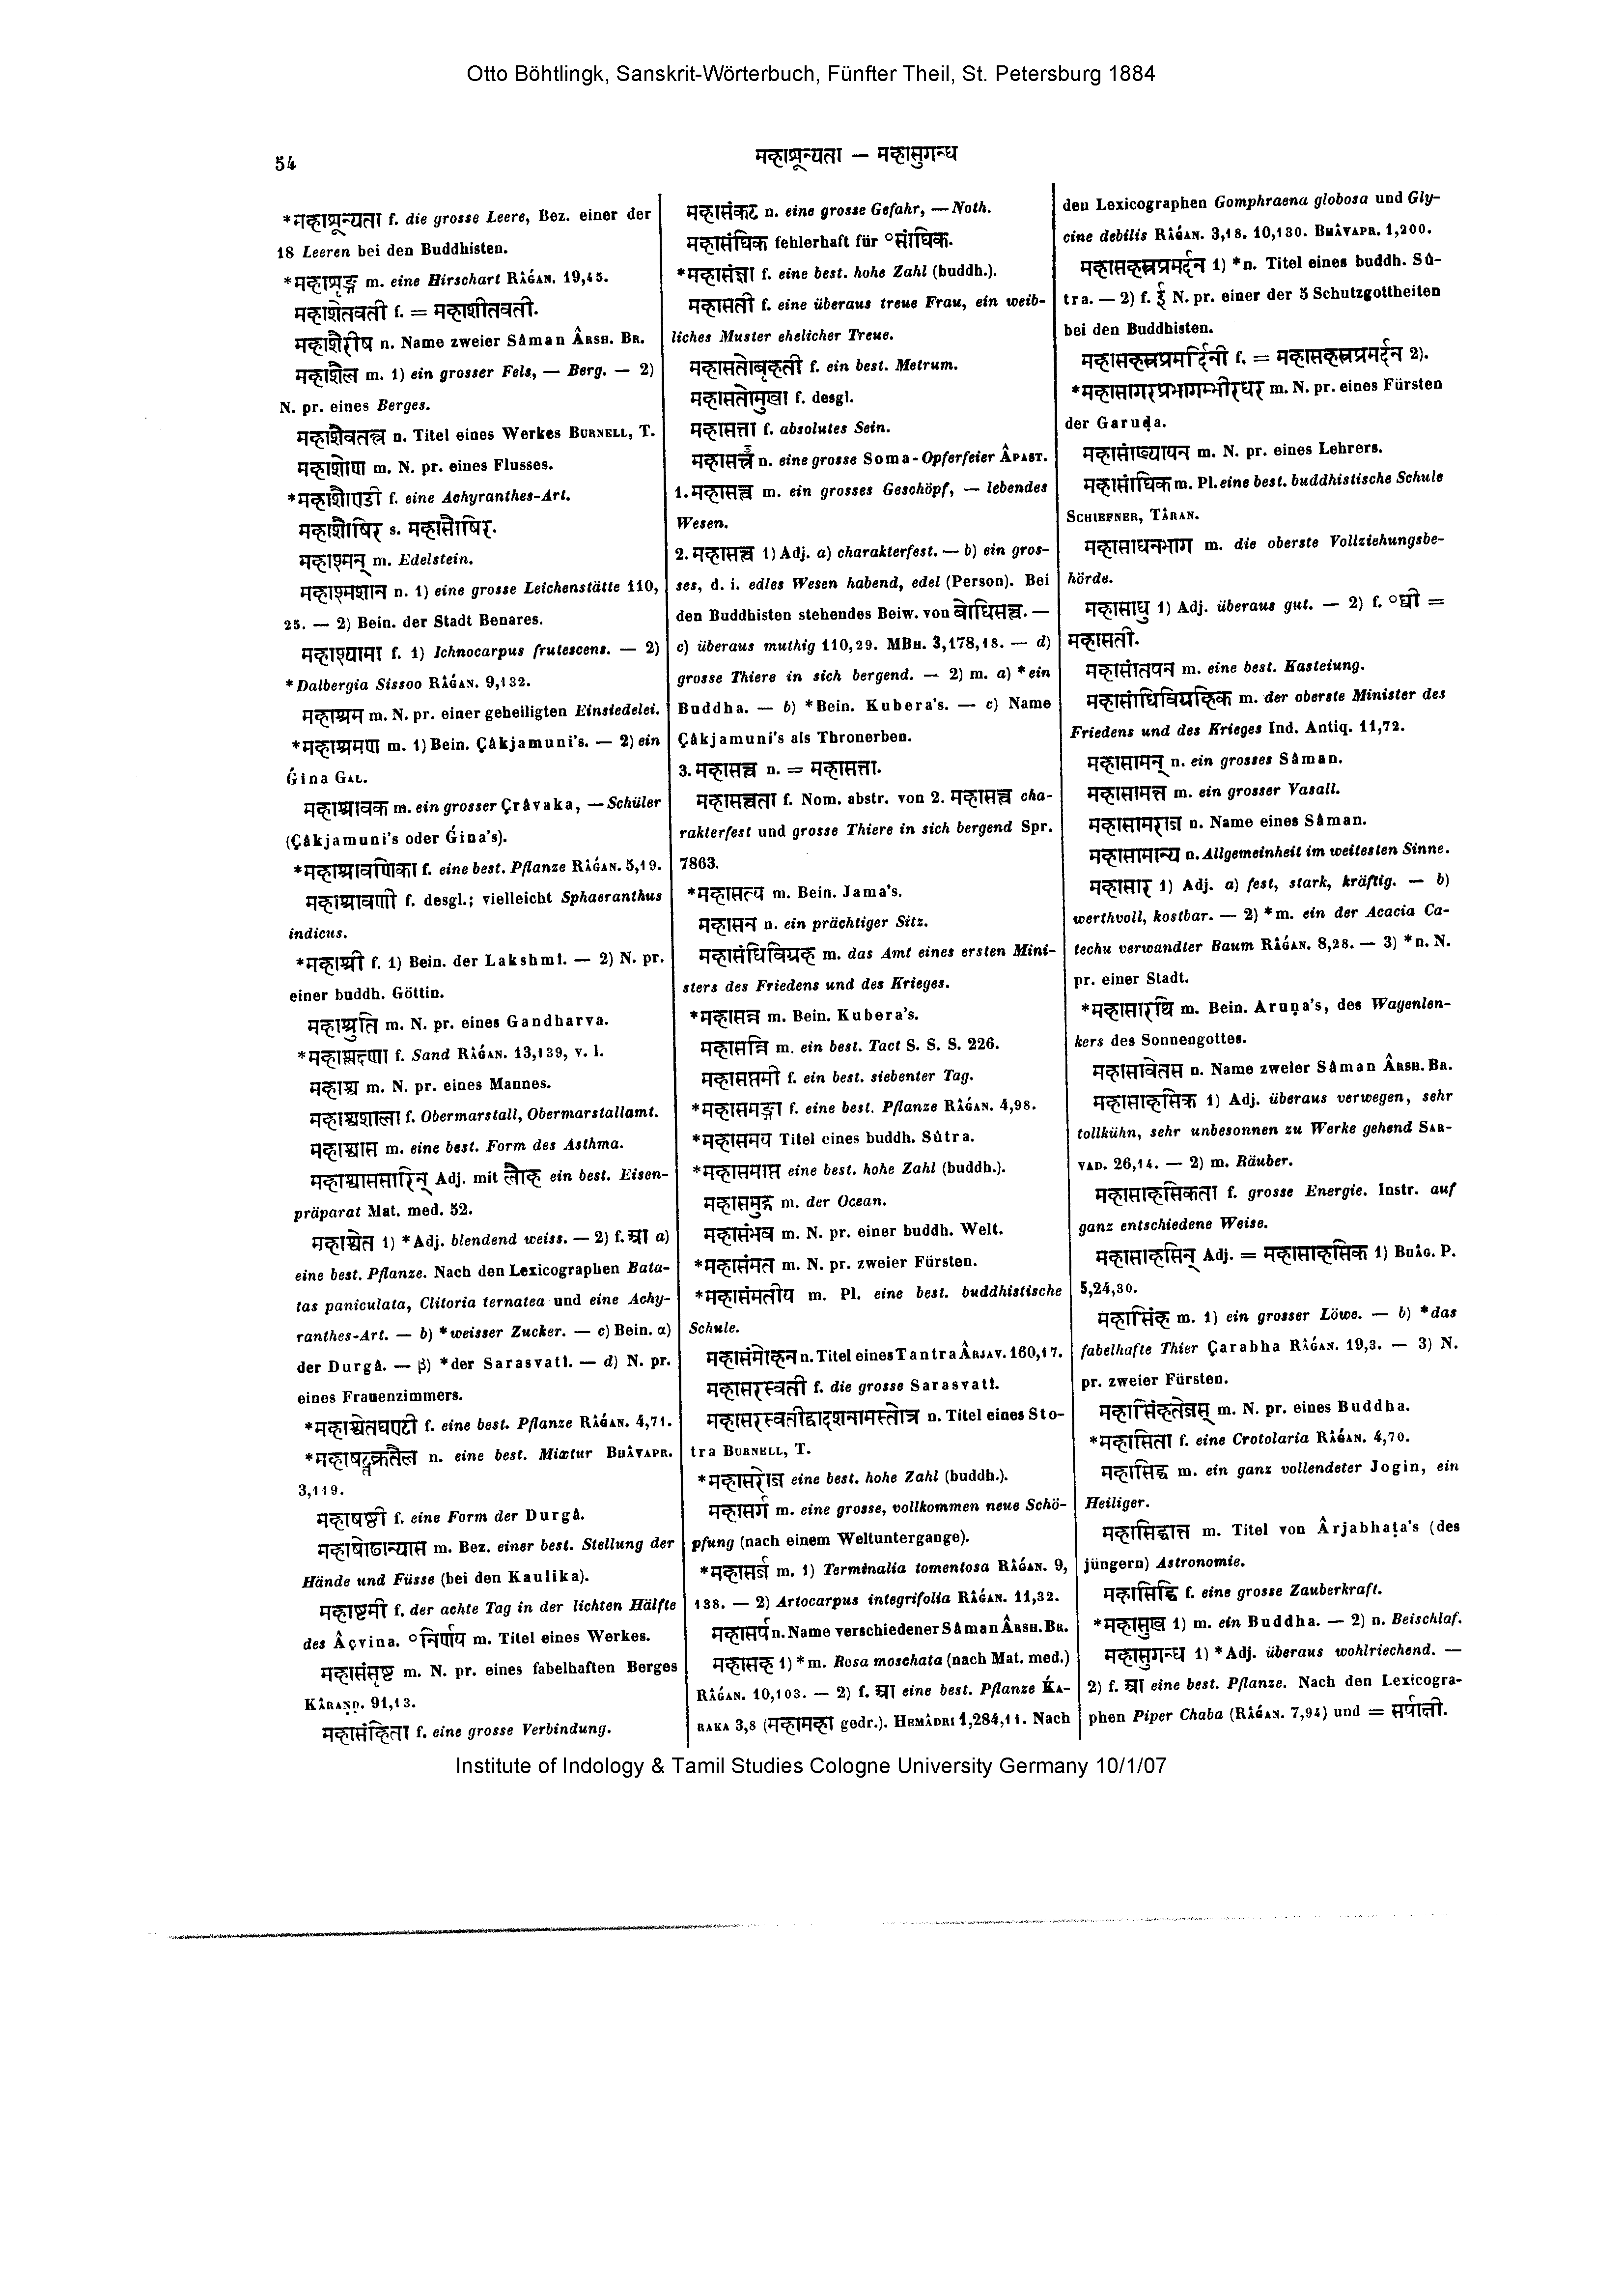 Otto Böhtlingk, Sanskrit-Wörterbuch, Fünfter Theil, St. Petersburg 1884
54
महाशून्यता — महासुगन्ध
*महाशून्यता f. die grosse Leere, Bez. einer der
18 Leeren bei den Buddhisten.
*महाशृङ्ग m. eine Hirschart RÂǴAN. 19,45.
महाशेतवती f. = महाशीतवती.
महाशैरीष n. Name zweier Sâman ÂRSH. BR.
महाशैल m. 1) ein grosser Fels, — Berg. — 2)
N. pr. eines Berges.
महाशैवतन्त्र n. Titel eines Werkes BURNELL, T.
महाशोण m. N. pr. eines Flusses.
*महाशौण्डी f. eine Achyranthes-Art.
महाशौषिर s. महासौषिर.
महाश्मन् m. Edelstein.
महाश्मशान n. 1) eine grosse Leichenstätte 110,
25. — 2) Bein. der Stadt Benares.
महाश्यामा f. 1) Ichnocarpus frutescens. — 2)
*Dalbergia Sissoo RÂǴAN. 9,132.
महाश्रम m. N. pr. einer geheiligten Einsiedelei.
*महाश्रमण m. 1) Bein. Çâkjamuni's. — 2) ein
Ǵina GAL.
महाश्रावक m. ein grosser Çrâvaka, — Schüler
(Çâkjamuni's oder Ǵina's).
*महाश्रावणिका f. eine best. Pflanze RÂǴAN. 5,19.
महाश्रावणी f. desgl.; vielleicht Sphaeranthus
indicus.
*महाश्री f. 1) Bein. der Lakshmî. — 2) N. pr.
einer buddh. Göttin.
महाश्रुति m. N. pr. eines Gandharva.
*महाश्लक्ष्णा f. Sand RÂǴAN. 13,139, v. l.
महाश्व m. N. pr. eines Mannes.
महाश्वशाला f. Obermarstall, Obermarstallamt.
महाश्वास m. eine best. Form des Asthma.
महाश्वाससारिन् Adj. mit लौह ein best. Eisen-
präparat Mat. med. 52.
महाश्वेत 1) *Adj. blendend weiss. — 2) f. आ a)
eine best. Pflanze. Nach den Lexicographen Bata-
tas paniculata, Clitoria ternatea und eine Achy-
ranthes-Art. — b) *weisser Zucker. — c) Bein. α)
der Durgâ. — β) *der Sarasvatî. — d) N. pr.
eines Frauenzimmers.
*महाश्वेतघण्टी f. eine best. Pflanze RÂǴAN. 4,71.
*महाषट्कृतैल n. eine best. Mixtur BHÂVAPR.
3,119.
महाषष्ठी f. eine Form der Durgâ.
महाषोढान्यास m. Bez. einer best. Stellung der
Hände und Füsse (bei den Kaulika).
महाष्टमी f. der achte Tag in der lichten Hälfte
des Âçvina. °निर्णय m. Titel eines Werkes.
महासंसृष्ट m. N. pr. eines fabelhaften Berges
KÂRAṆḌ. 91,13.
महासंहिता f. eine grosse Verbindung.
महासंकट n. eine grosse Gefahr, — Noth.
महासंघिक fehlerhaft für °सांघिक.
*महासंज्ञा f. eine best. hohe Zahl (buddh.).
महासती f. eine überaus treue Frau, ein weib-
liches Muster ehelicher Treue.
महासतोबृहती f. ein best. Metrum.
महासतोमुखा f. desgl.
महासत्ता f. absolutes Sein.
महासत्त्रँ n. eine grosse Soma-Opferfeier ÂPAST.
1. महासत्त्व m. ein grosses Geschöpf, — lebendes
Wesen.
2. महासत्त्व 1) Adj. a) charakterfest. — b) ein gros-
ses, d. i. edles Wesen habend, edel (Person). Bei
den Buddhisten stehendes Beiw. von बोधिसत्त्व. —
c) überaus muthig 110,29. MBH. 3,178,18. — d)
grosse Thiere in sich bergend. — 2) m. a) *ein
Buddha. — b) *Bein. Kubera's. — c) Name
Çâkjamuni's als Thronerben.
3. महासत्त्व n. = महासत्ता.
महासत्त्वता f. Nom. abstr. von 2. महासत्त्व cha-
rakterfest und grosse Thiere in sich bergend Spr.
7863.
*महासत्य m. Bein. Jama's.
महासन n. ein prächtiger Sitz.
महासंधिविग्रह m. das Amt eines ersten Mini-
sters des Friedens und des Krieges.
*महासन्न m. Bein. Kubera's.
महासन्नि m. ein best. Tact S. S. S. 226.
महासप्तमी f. ein best. siebenter Tag.
*महासमङ्गा f. eine best. Pflanze RÂǴAN. 4,98.
*महासमय Titel eines buddh. Sûtra.
*महासमाप्त eine best. hohe Zahl (buddh.).
महासमुद्र m. der Ocean.
महासंभव m. N. pr. einer buddh. Welt.
*महासंमत m. N. pr. zweier Fürsten.
*महासंमतीय m. Pl. eine best. buddhistische
Schule.
महासंमोहन n. Titel eines Tantra ÂRJAV. 160,17.
महासरस्वती f. die grosse Sarasvatî.
महासरस्वतीद्वादशनामस्तोत्र n. Titel eines Sto-
tra BURNELL, T.
*महासरोज eine best. hohe Zahl (buddh.).
महासर्ग m. eine grosse, vollkommen neue Schö-
pfung (nach einem Weltuntergange).
*महासर्ज m. 1) Terminalia tomentosa RÂǴAN. 9,
138. — 2) Artocarpus integrifolia RÂǴAN. 11,32.
महासर्प n. Name verschiedener Sâman ÂRSH. BR.
महासह 1) *m. Rosa moschata (nach Mat. med.)
RÂǴAN. 10,103. — 2) f. आ eine best. Pflanze ḰA-
RAKA 3,8 (महामहा gedr.). HEMÂDRI 1,284,11. Nach
den Lexicographen Gomphraena globosa und Gly-
cine debilis RÂǴAN. 3,18. 10,130. BHÂVAPR. 1,200.
महासहस्रप्रमर्दन 1) *n. Titel eines buddh. Sû-
tra. — 2) f. ई N. pr. einer der 5 Schutzgottheiten
bei den Buddhisten.
महासहस्रप्रमर्दिनी f. = महासहस्रप्रमर्दन 2).
*महासागरप्रभागम्भीरधर m. N. pr. eines Fürsten
der Garuḍa.
महासांख्यायन m. N. pr. eines Lehrers.
महासांघिक m. Pl. eine best. buddhistische Schule
SCHIEFNER, TÂRAN.
महासाधनभाग m. die oberste Vollziehungsbe-
hörde.
महासाधु 1) Adj. überaus gut. — 2) f. °ध्वी =
महासती.
महासांतपन m. eine best. Kasteiung.
महासांधिविग्रहिक m. der oberste Minister des
Friedens und des Krieges Ind. Antiq. 11,72.
महासामन् n. ein grosses Sâman.
महासामन्त m. ein grosser Vasall.
महासामराज n. Name eines Sâman.
महासामान्य n. Allgemeinheit im weitesten Sinne.
महासार 1) Adj. a) fest, stark, kräftig. — b)
werthvoll, kostbar. — 2) *m. ein der Acacia Ca-
techu verwandter Baum RÂǴAN. 8,28. — 3) *n. N.
pr. einer Stadt.
*महासारथि m. Bein. Aruṇa's, des Wagenlen-
kers des Sonnengottes.
महासावेतस n. Name zweier Sâman ÂRSH. BR.
महासाहसिक 1) Adj. überaus verwegen, sehr
tollkühn, sehr unbesonnen zu Werke gehend SAR-
VAD. 26,14. — 2) m. Räuber.
महासाहसिकता f. grosse Energie. Instr. auf
ganz entschiedene Weise.
महासाहसिन् Adj. = महासाहसिक 1) BHÂG. P.
5,24,30.
महासिंह m. 1) ein grosser Löwe. — b) *das
fabelhafte Thier Çarabha RÂǴAN. 19,3. — 3) N.
pr. zweier Fürsten.
महासिंहतेजस् m. N. pr. eines Buddha.
*महासिता f. eine Crotolaria RÂǴAN. 4,70.
महासिद्ध m. ein ganz vollendeter Jogin, ein
Heiliger.
महासिद्धान्त m. Titel von Ârjabhaṭa's (des
jüngern) Astronomie.
महासिद्धि f. eine grosse Zauberkraft.
*महासुख 1) m. ein Buddha. — 2) n. Beischlaf.
महासुगन्ध 1) *Adj. überaus wohlriechend. —
2) f. आ eine best. Pflanze. Nach den Lexicogra-
phen Piper Chaba (RÂǴAN. 7,94) und = सर्पाक्षी.
Institute of Indology & Tamil Studies Cologne University Germany 10/1/07